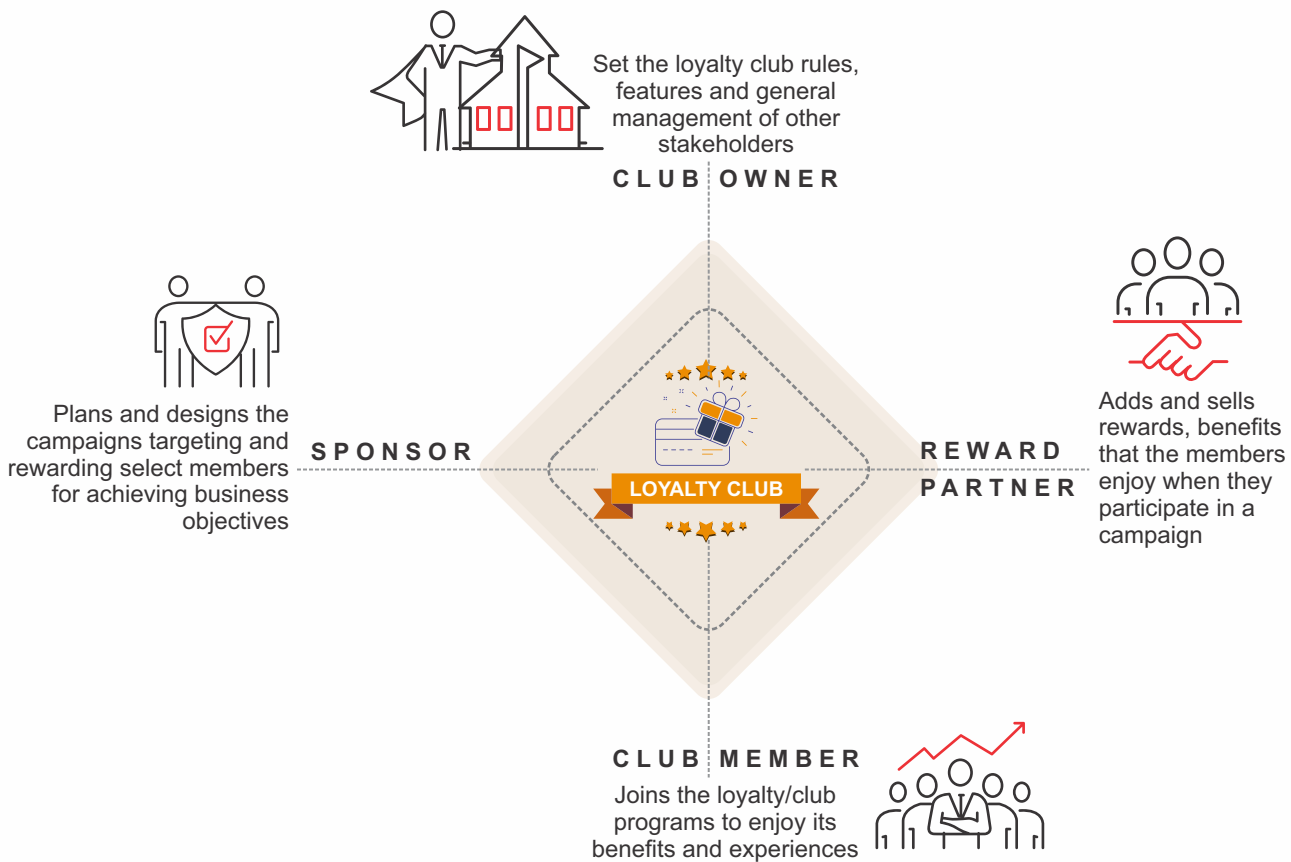 Set the loyalty club rules,
features and general
management of other
stakeholders
CLUB OWNER
Plans and designs the
campaigns targeting and
rewarding select members
for achieving business
objectives
SPONSOR
LOYALTY CLUB
REWARD
PARTNER
Adds and sells
rewards, benefits
that the members
enjoy when they
participate in a
campaign
CLUB MEMBER
Joins the loyalty/club
programs to enjoy its
benefits and experiences